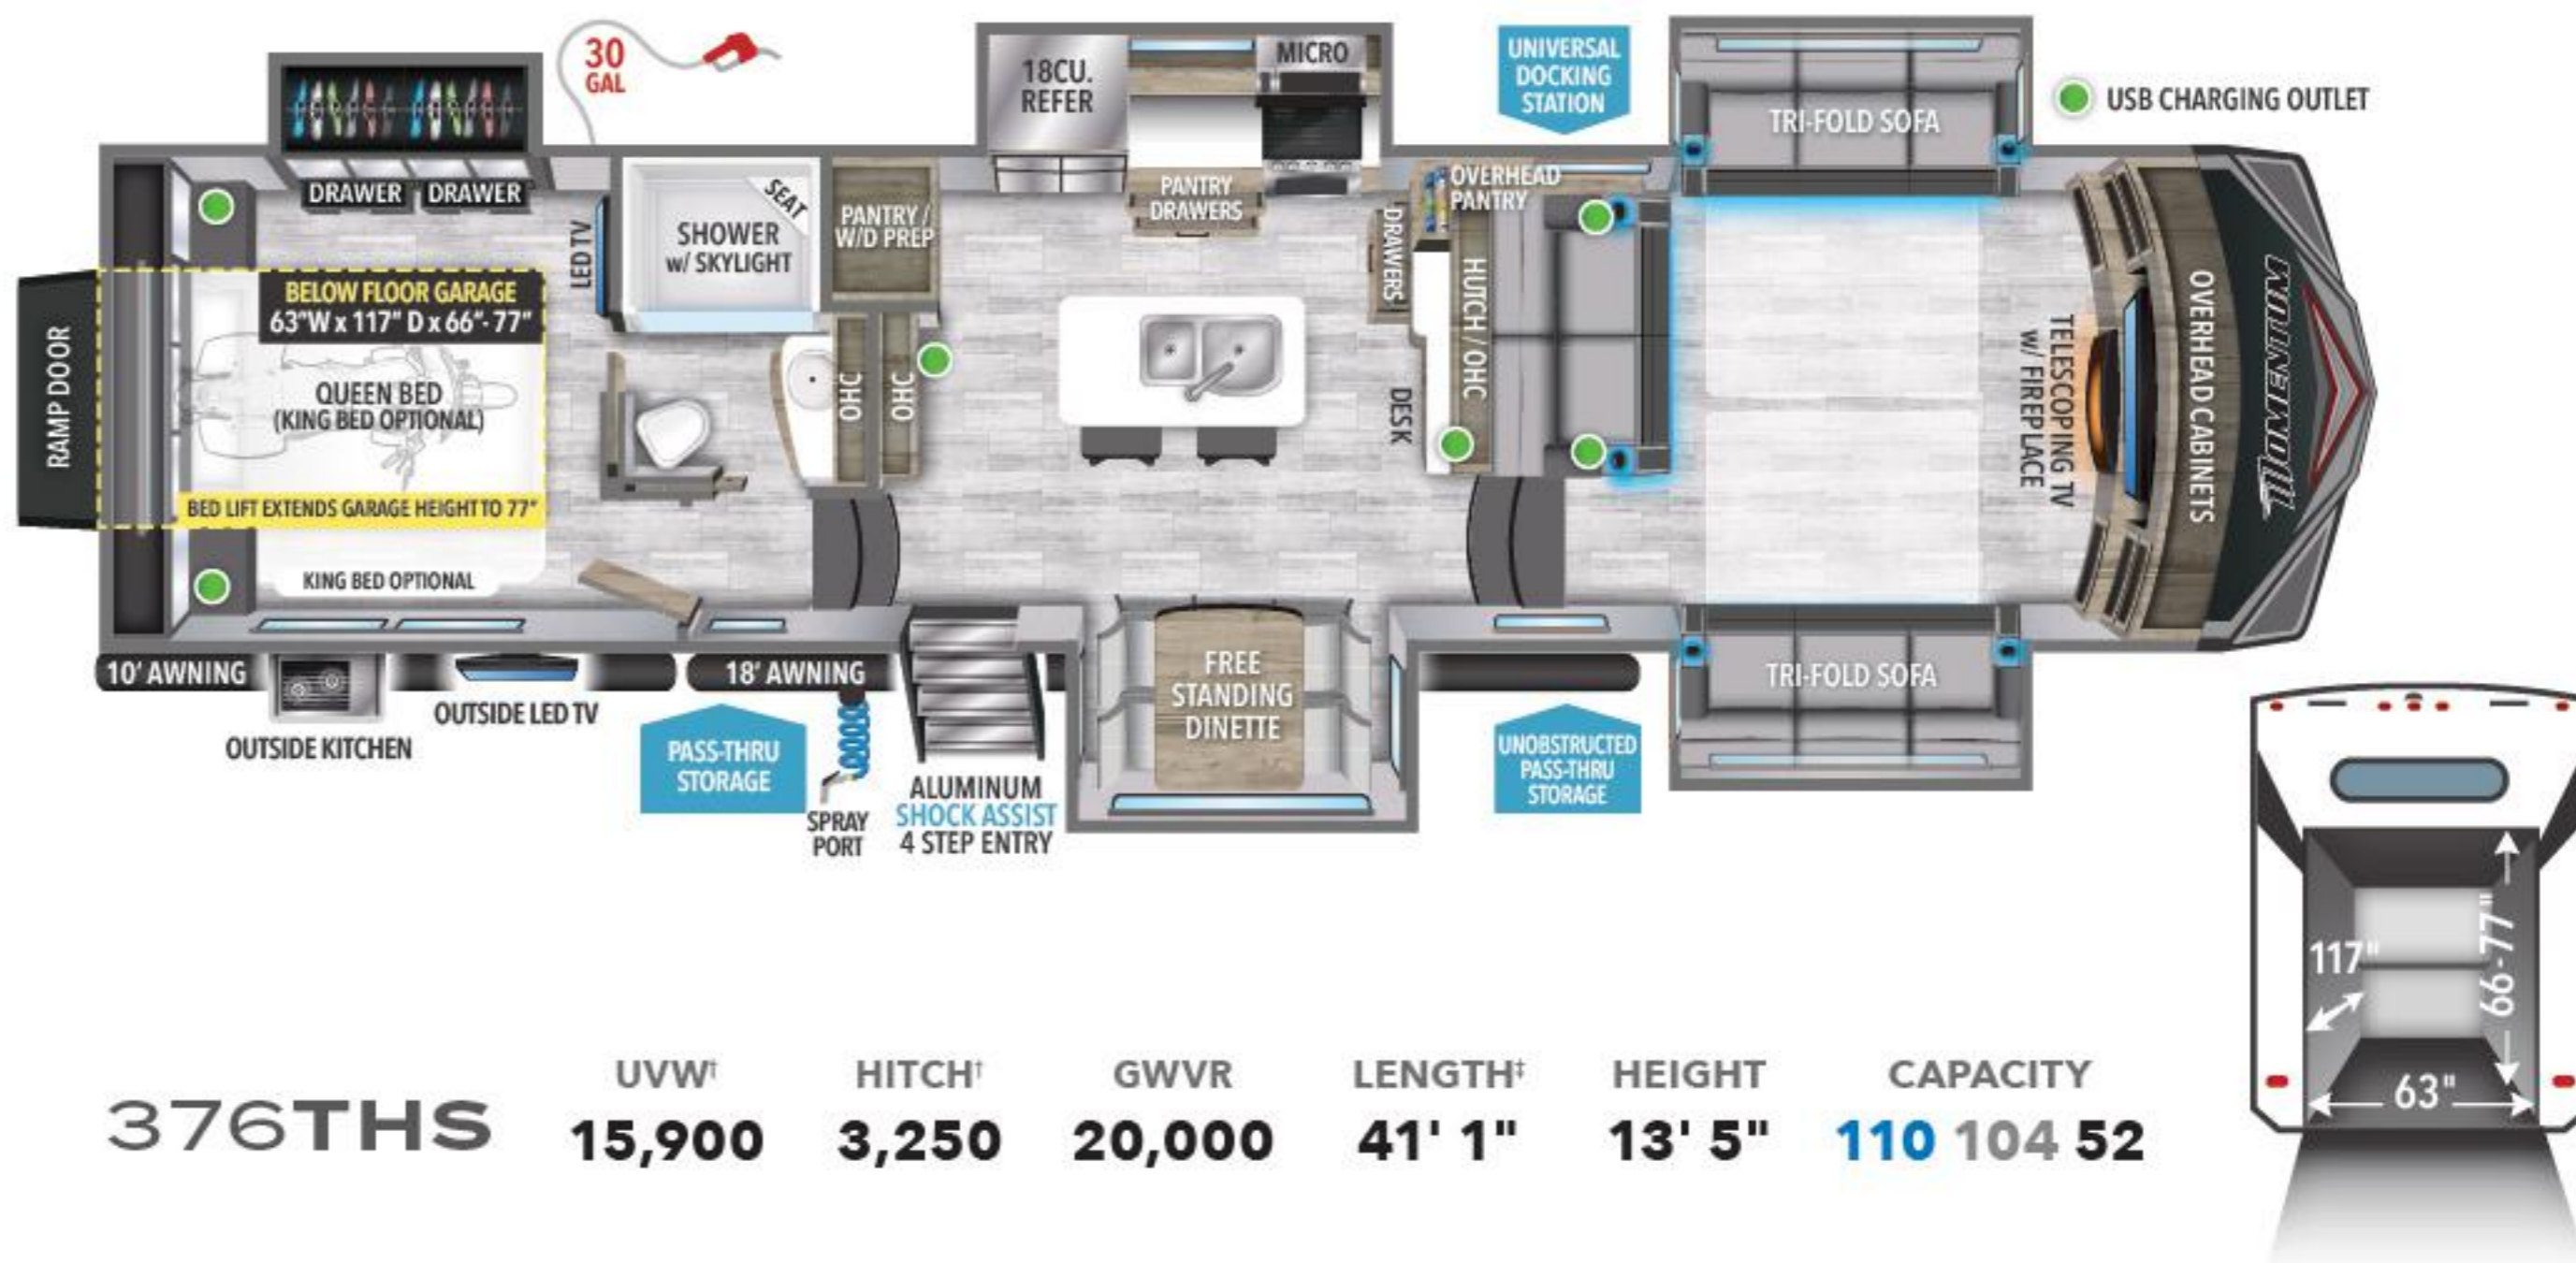 30
GAL
18CU.
REFER
MICRO
UNIVERSAL
DOCKING
STATION
TRI-FOLD SOFA
USB CHARGING OUTLET
DRAWER
DRAWER
LED TV
SEAT
SHOWER
w/ SKYLIGHT
PANTRY /
W/D PREP
PANTRY
DRAWERS
DRAWERS
OVERHEAD
PANTRY
HUTCH / OHC
DESK
RAMP DOOR
BELOW FLOOR GARAGE
63"W x 117" D x 66"-77"
QUEEN BED
(KING BED OPTIONAL)
BED LIFT EXTENDS GARAGE HEIGHT TO 77"
KING BED OPTIONAL
OHC
OHC
TELESCOPING TV
w/ FIREPLACE
OVERHEAD CABINETS
MOMENTUM
10' AWNING
OUTSIDE KITCHEN
OUTSIDE LED TV
18' AWNING
PASS-THRU
STORAGE
SPRAY
PORT
ALUMINUM
SHOCK ASSIST
4 STEP ENTRY
FREE
STANDING
DINETTE
UNOBSTRUCTED
PASS-THRU
STORAGE
TRI-FOLD SOFA
117"
66-77"
63"
376THS
UVW† HITCH† GWVR LENGTH‡ HEIGHT CAPACITY
15,900 3,250 20,000 41' 1" 13' 5" 110 104 52